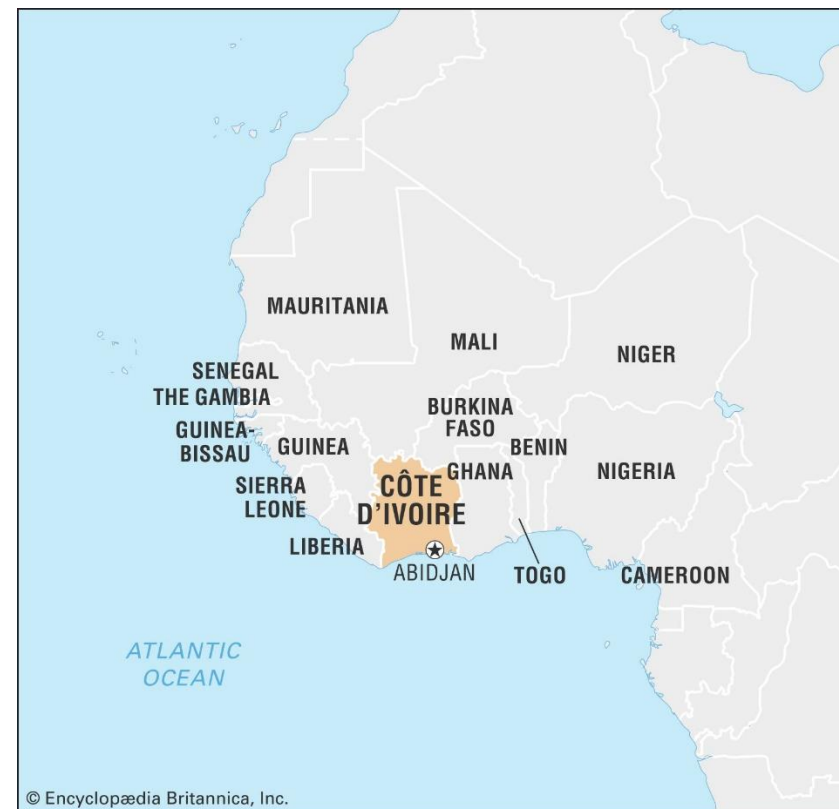 MAURITANIA
MALI
NIGER
SENEGAL
THE GAMBIA
GUINEA-
BISSAU
GUINEA
BURKINA
FASO
BENIN
NIGERIA
GHANA
SIERRA
LEONE
CÔTE
D'IVOIRE
LIBERIA
ABIDJAN
TOGO
CAMEROON
ATLANTIC
OCEAN
© Encyclopædia Britannica, Inc.